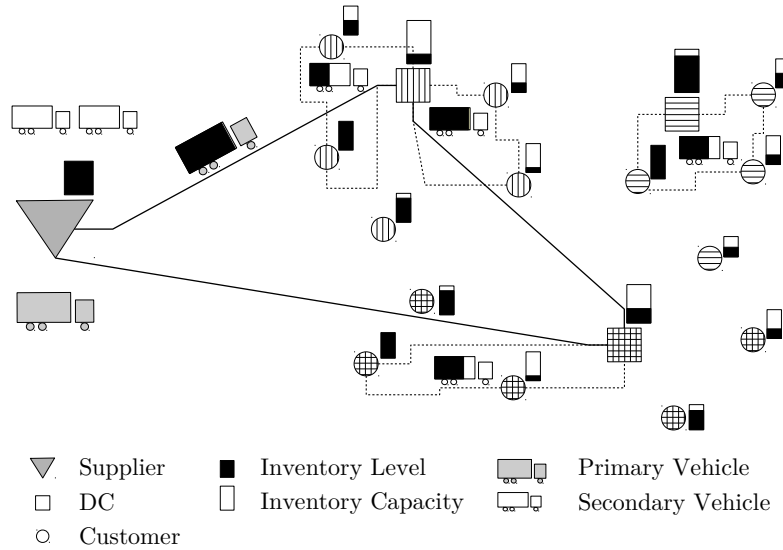 Supplier
Inventory Level
Primary Vehicle
DC
Inventory Capacity
Secondary Vehicle
Customer